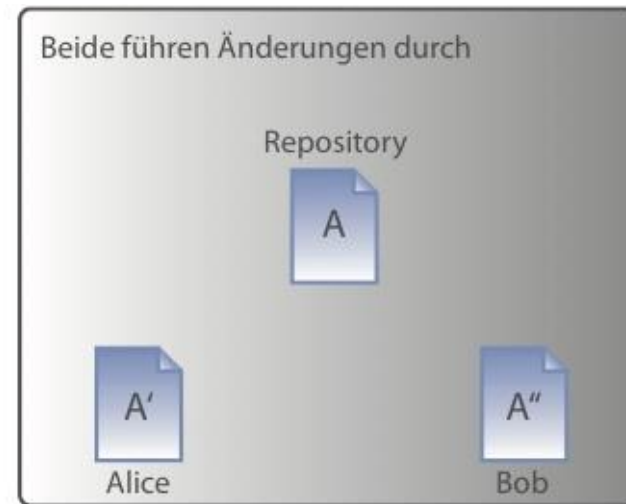 Beide führen Änderungen durch
Repository
A
A‘ A“
Alice Bob